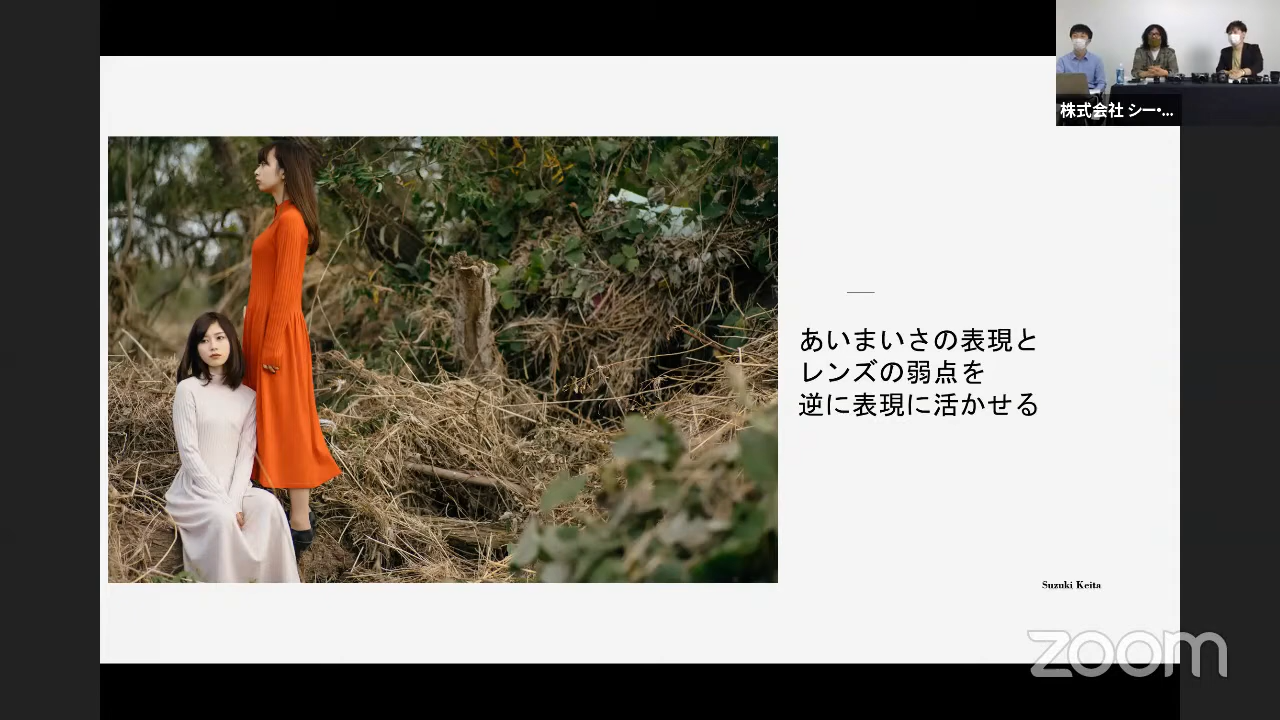 株式会社 シー・...
あいまいさの表現と
レンズの弱点を
逆に表現に活かせる
Suzuki Keita
zoom